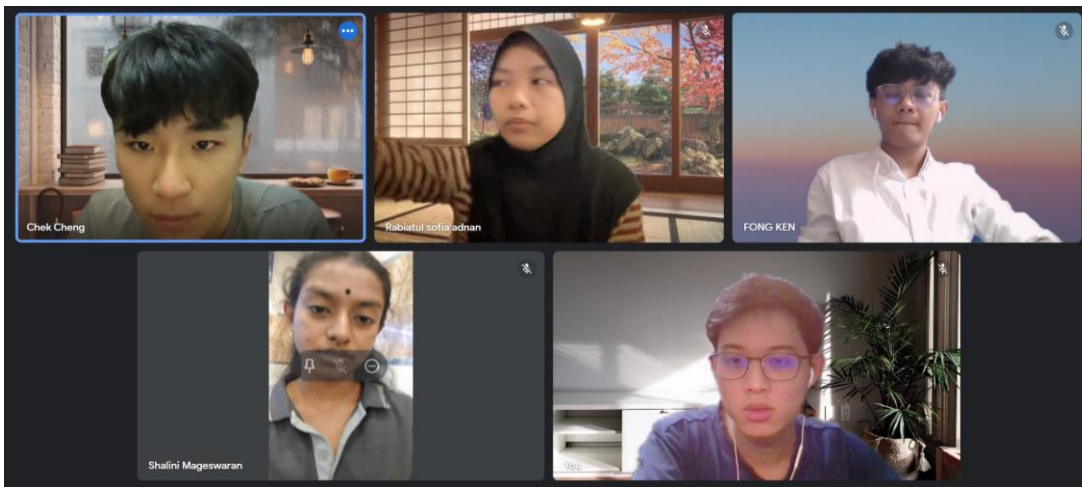 Chek Cheng
Rabiatul sofia adnan
FONG KEN
Shalini Mageswaran
You